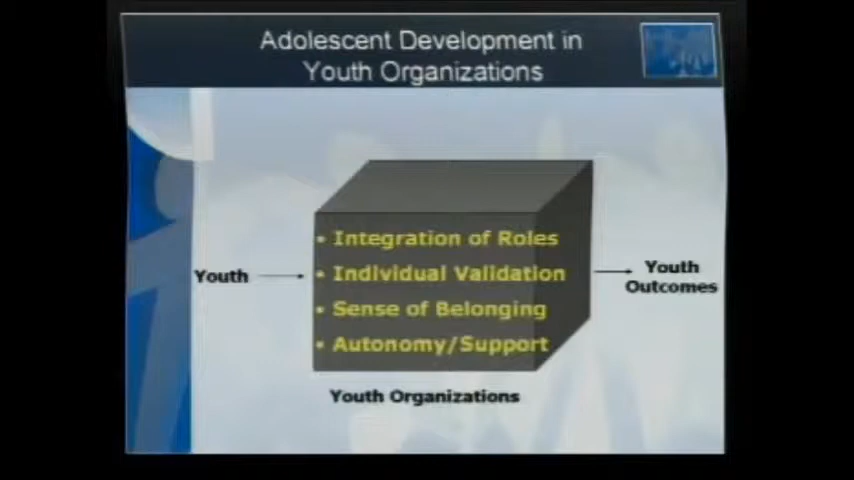 Adolescent Development in
Youth Organizations
• Integration of Roles
Youth
• Individual Validation
Youth
Outcomes
• Sense of Belonging
• Autonomy/Support
Youth Organizations